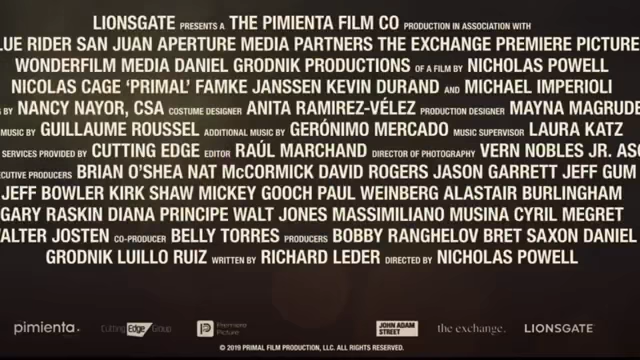 LIONSGATE PRESENTS A THE PIMIENTA FILM CO PRODUCTION IN ASSOCIATION WITH
RIDER SAN JUAN APERTURE MEDIA PARTNERS THE EXCHANGE PREMIERE PICTURE
WONDERFILM MEDIA DANIEL GRODNIK PRODUCTIONS OF A FILM BY NICHOLAS POWELL
NICOLAS CAGE 'PRIMAL' FAMKE JANSSEN KEVIN DURAND AND MICHAEL IMPERIOLI
NANCY NAYOR, CSA COSTUME DESIGNER ANITA RAMIREZ-VÉLEZ PRODUCTION DESIGNER MAYNA MAGRUDE
MUSIC BY GUILLAUME ROUSSEL ADDITIONAL MUSIC BY GERÓNIMO MERCADO MUSIC SUPERVISOR LAURA KATZ
SERVICES PROVIDED BY CUTTING EDGE EDITOR RAÚL MARCHAND DIRECTOR OF PHOTOGRAPHY VERN NOBLES JR. ASC
ECUTIVE PRODUCERS BRIAN O'SHEA NAT McCORMICK DAVID ROGERS JASON GARRETT JEFF GUM
JEFF BOWLER KIRK SHAW MICKEY GOOCH PAUL WEINBERG ALASTAIR BURLINGHAM
GARY RASKIN DIANA PRINCIPE WALT JONES MASSIMILIANO MUSINA CYRIL MEGRET
WALTER JOSTEN CO-PRODUCER BELLY TORRES PRODUCERS BOBBY RANGHELOV BRET SAXON DANIEL
GRODNIK LUILLO RUIZ WRITTEN BY RICHARD LEDER DIRECTED BY NICHOLAS POWELL
pimienta. Cutting Edge Group Premiere Picture JOHN ADAM STREET the exchange. LIONSGATE
© 2019 PRIMAL FILM PRODUCTION, LLC. ALL RIGHTS RESERVED.